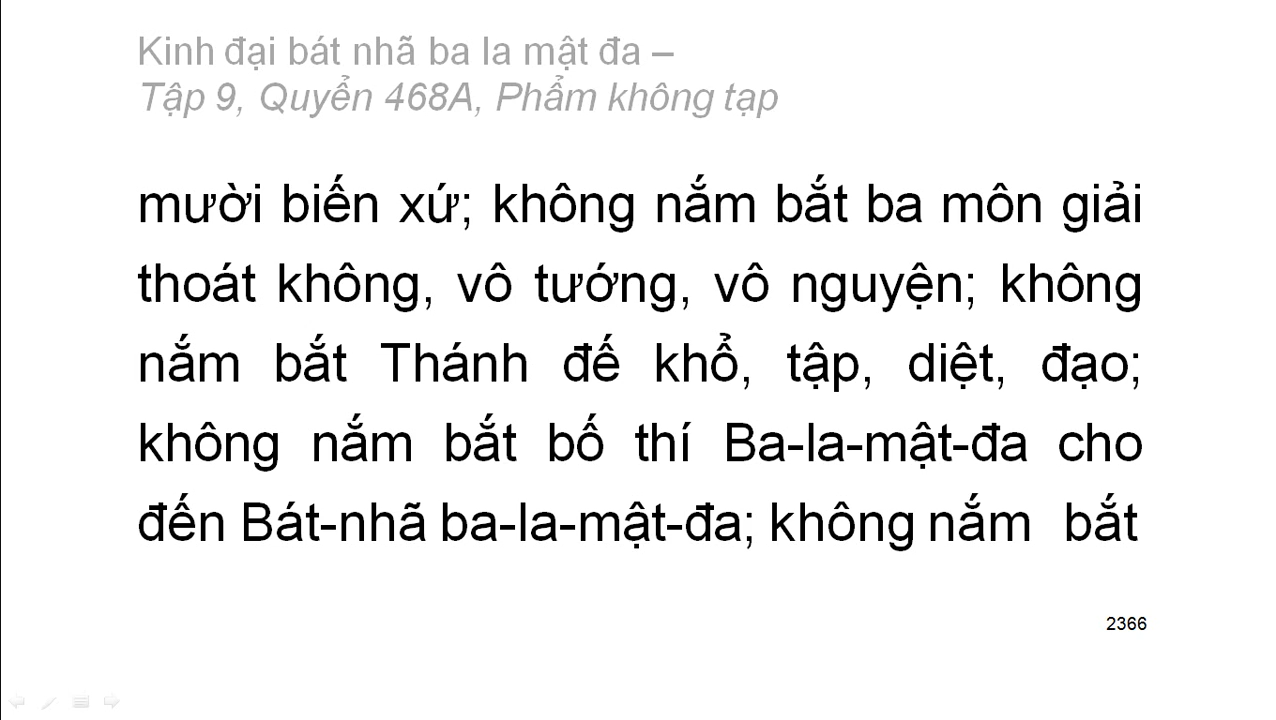 Kinh đại bát nhã ba la mật đa –
Tập 9, Quyển 468A, Phẩm không tạp
mười biến xứ; không nắm bắt ba môn giải
thoát không, vô tướng, vô nguyện; không
nắm bắt Thánh đế khổ, tập, diệt, đạo;
không nắm bắt bố thí Ba-la-mật-đa cho
đến Bát-nhã ba-la-mật-đa; không nắm bắt
2366